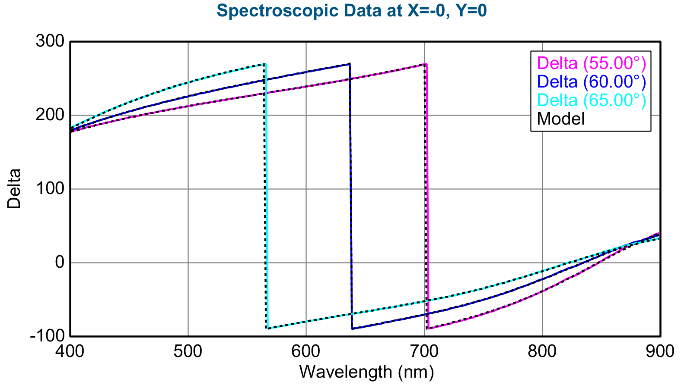 Spectroscopic Data at X=-0, Y=0
300
200
100
0
-100
Delta
Delta (55.00°)
Delta (60.00°)
Delta (65.00°)
Model
400 500 600 700 800 900
Wavelength (nm)